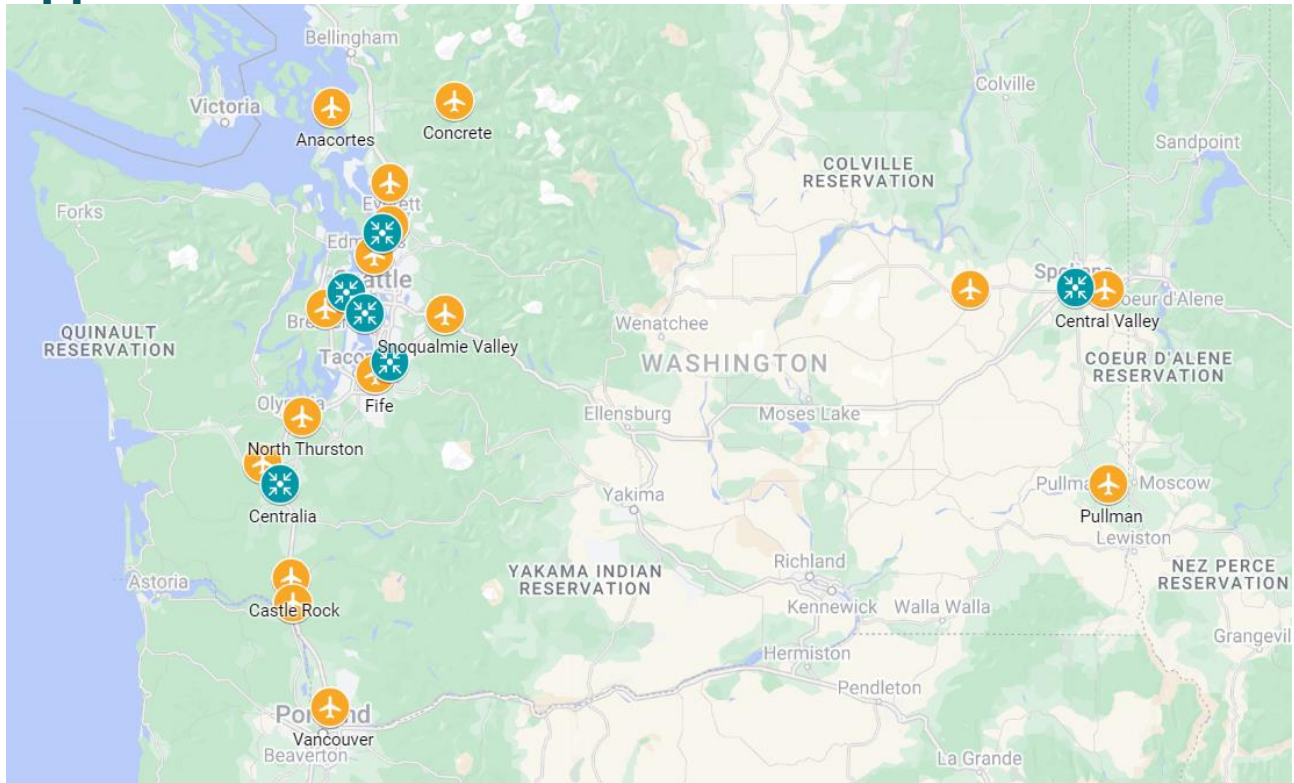 Bellingham
Colville
Victoria
Anacortes
Concrete
Sandpoint
COLVILLE
RESERVATION
Forks
QUINAULT
RESERVATION
Wenatchee
Central Valley
Snoqualmie Valley
WASHINGTON
COEUR D'ALENE
RESERVATION
Fife
Ellensburg
Moses Lake
North Thurston
Moscow
Yakima
Pullman
Centralia
Lewiston
Richland
YAKAMA INDIAN
RESERVATION
NEZ PERCE
RESERVATION
Astoria
Castle Rock
Kennewick
Walla Walla
Hermiston
Pendleton
Vancouver
Beaverton
La Grande